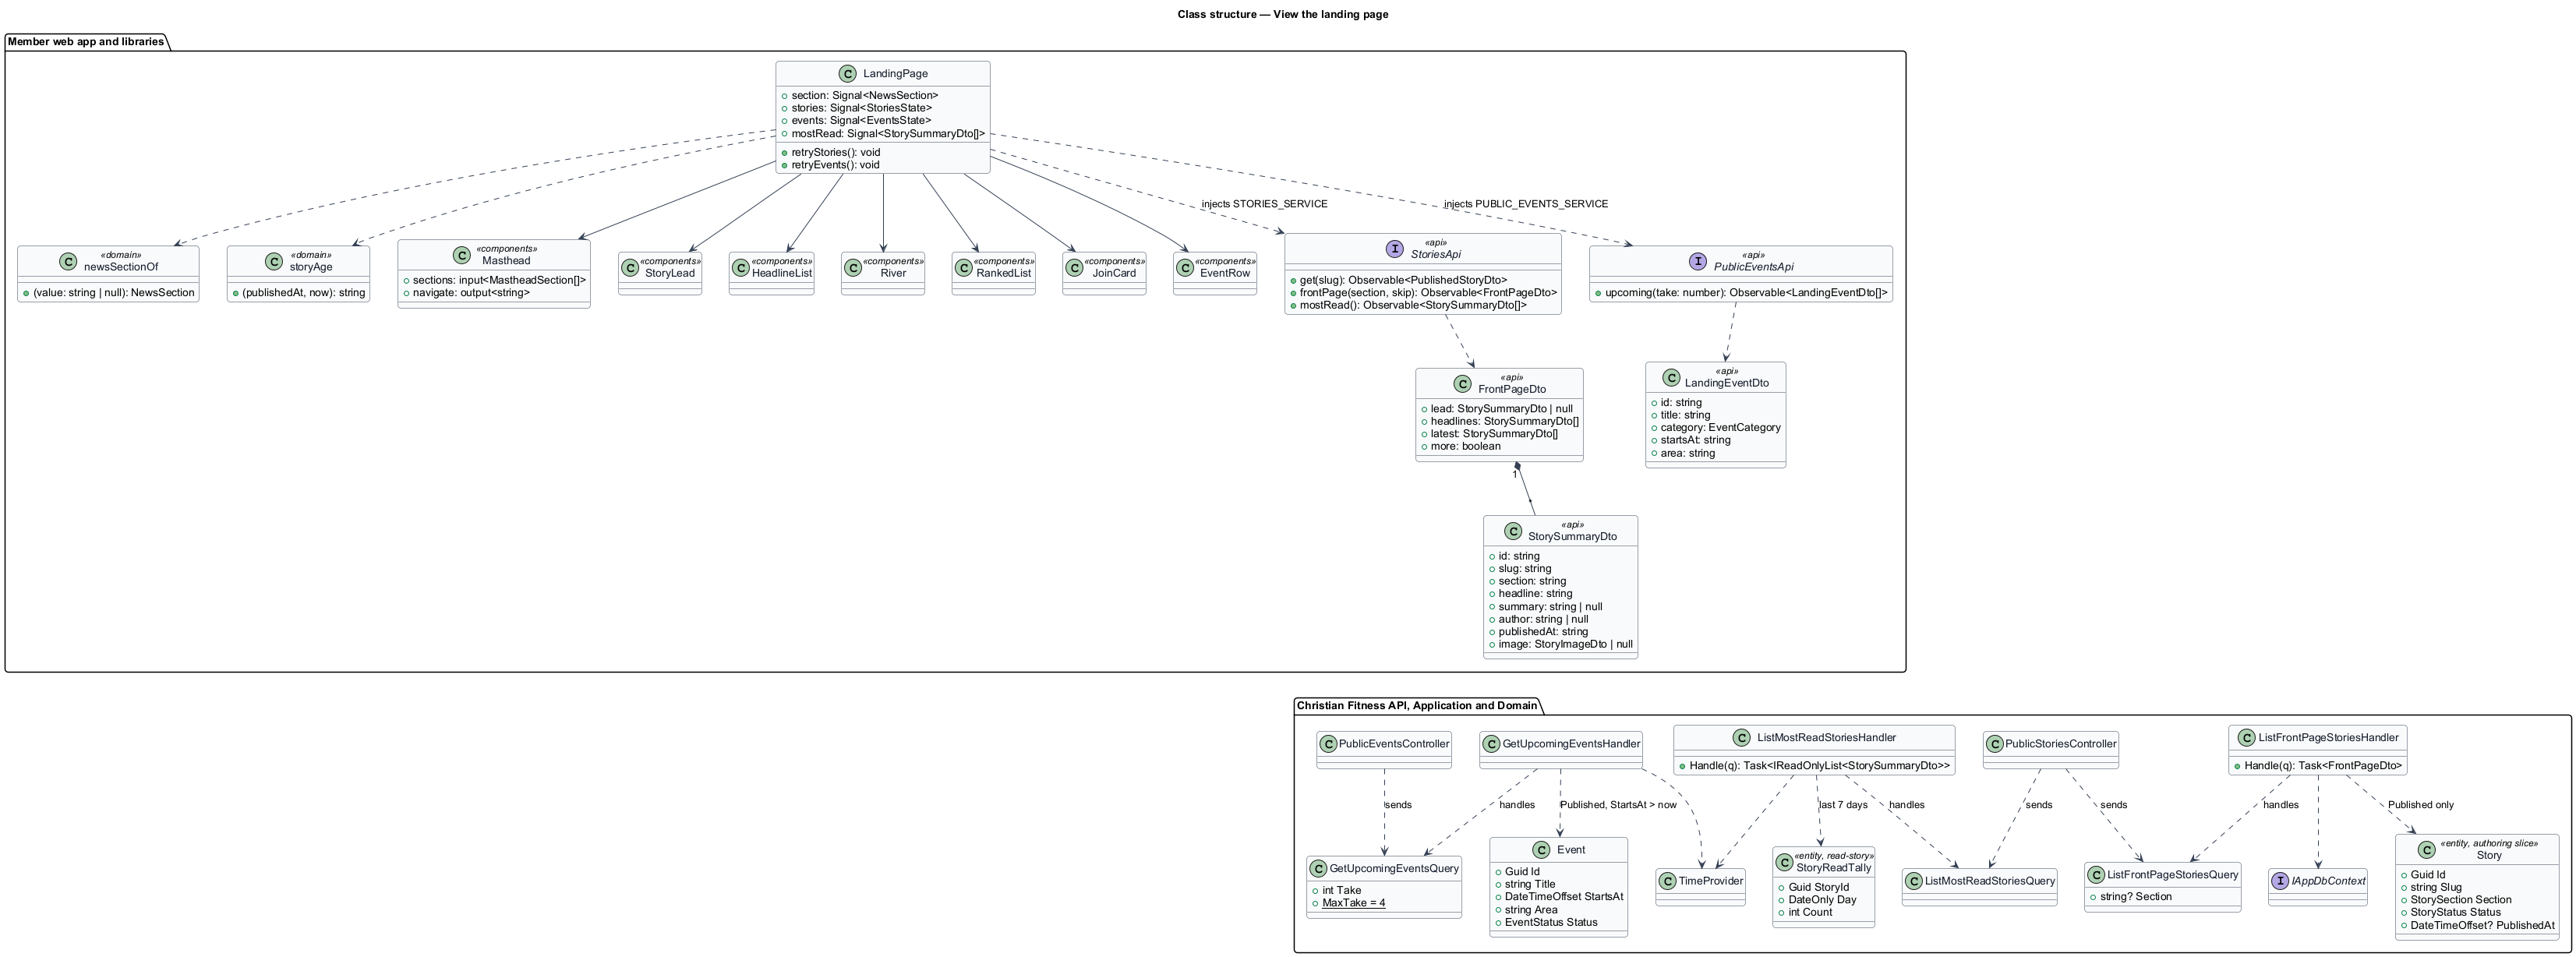 Class structure — View the landing page
Member web app and libraries
C LandingPage
section: Signal<NewsSection>
stories: Signal<StoriesState>
events: Signal<EventsState>
mostRead: Signal<StorySummaryDto[]>
retryStories(): void
retryEvents(): void
injects STORIES_SERVICE
injects PUBLIC_EVENTS_SERVICE
«domain»
C newsSectionOf
(value: string | null): NewsSection
«domain»
C storyAge
(publishedAt, now): string
«components»
C Masthead
sections: input<MastheadSection[]>
navigate: output<string>
«components»
C StoryLead
«components»
C HeadlineList
«components»
C River
«components»
C RankedList
«components»
C JoinCard
«components»
C EventRow
«api»
I StoriesApi
get(slug): Observable<PublishedStoryDto>
frontPage(section, skip): Observable<FrontPageDto>
mostRead(): Observable<StorySummaryDto[]>
«api»
I PublicEventsApi
upcoming(take: number): Observable<LandingEventDto[]>
«api»
C FrontPageDto
lead: StorySummaryDto | null
headlines: StorySummaryDto[]
latest: StorySummaryDto[]
more: boolean
«api»
C LandingEventDto
id: string
title: string
category: EventCategory
startsAt: string
area: string
1
*
«api»
C StorySummaryDto
id: string
slug: string
section: string
headline: string
summary: string | null
author: string | null
publishedAt: string
image: StoryImageDto | null
Christian Fitness API, Application and Domain
C PublicEventsController
C GetUpcomingEventsHandler
C ListMostReadStoriesHandler
Handle(q): Task<IReadOnlyList<StorySummaryDto>>
C PublicStoriesController
C ListFrontPageStoriesHandler
Handle(q): Task<FrontPageDto>
sends
handles
Published, StartsAt > now
last 7 days
handles
sends
sends
handles
Published only
C GetUpcomingEventsQuery
int Take
MaxTake = 4
C Event
Guid Id
string Title
DateTimeOffset StartsAt
string Area
EventStatus Status
C TimeProvider
«entity, read-story»
C StoryReadTally
Guid StoryId
DateOnly Day
int Count
C ListMostReadStoriesQuery
C ListFrontPageStoriesQuery
string? Section
I IAppDbContext
«entity, authoring slice»
C Story
Guid Id
string Slug
StorySection Section
StoryStatus Status
DateTimeOffset? PublishedAt